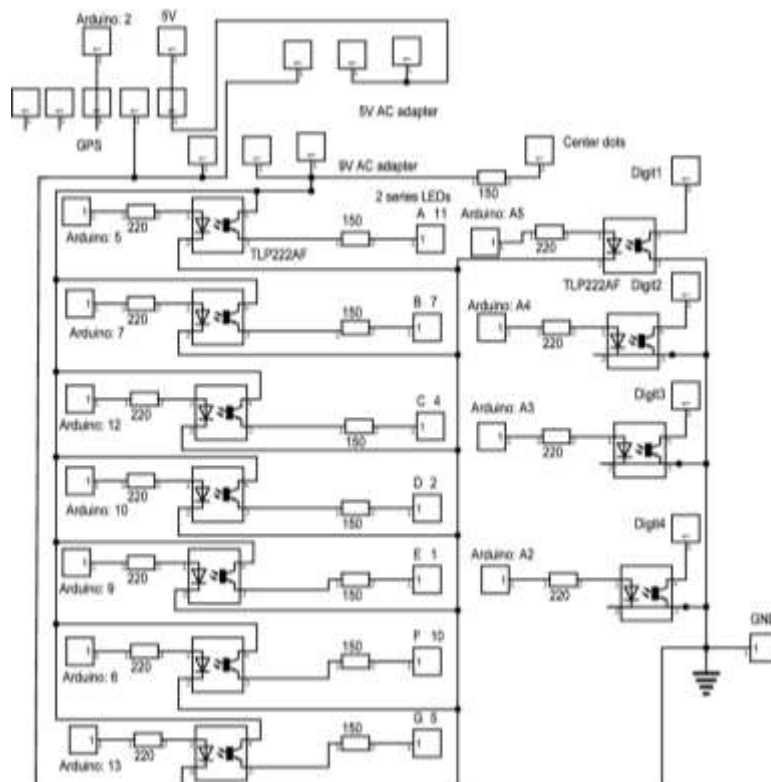 Arduino: 2
5V
5V AC adapter
GPS
9V AC adapter
Center dots
150
Digit1
2 series LEDs
Arduino: 5
220
TLP222AF
150
A 11
Arduino: A5
220
TLP222AF
Digit2
Arduino: 7
220
150
B 7
Arduino: A4
220
Arduino: 12
220
150
C 4
Arduino: A3
220
Digit3
Arduino: 10
220
150
D 2
Digit4
Arduino: 9
220
150
E 1
Arduino: A2
220
Arduino: 6
220
150
F 10
GND
Arduino: 13
220
150
G 5